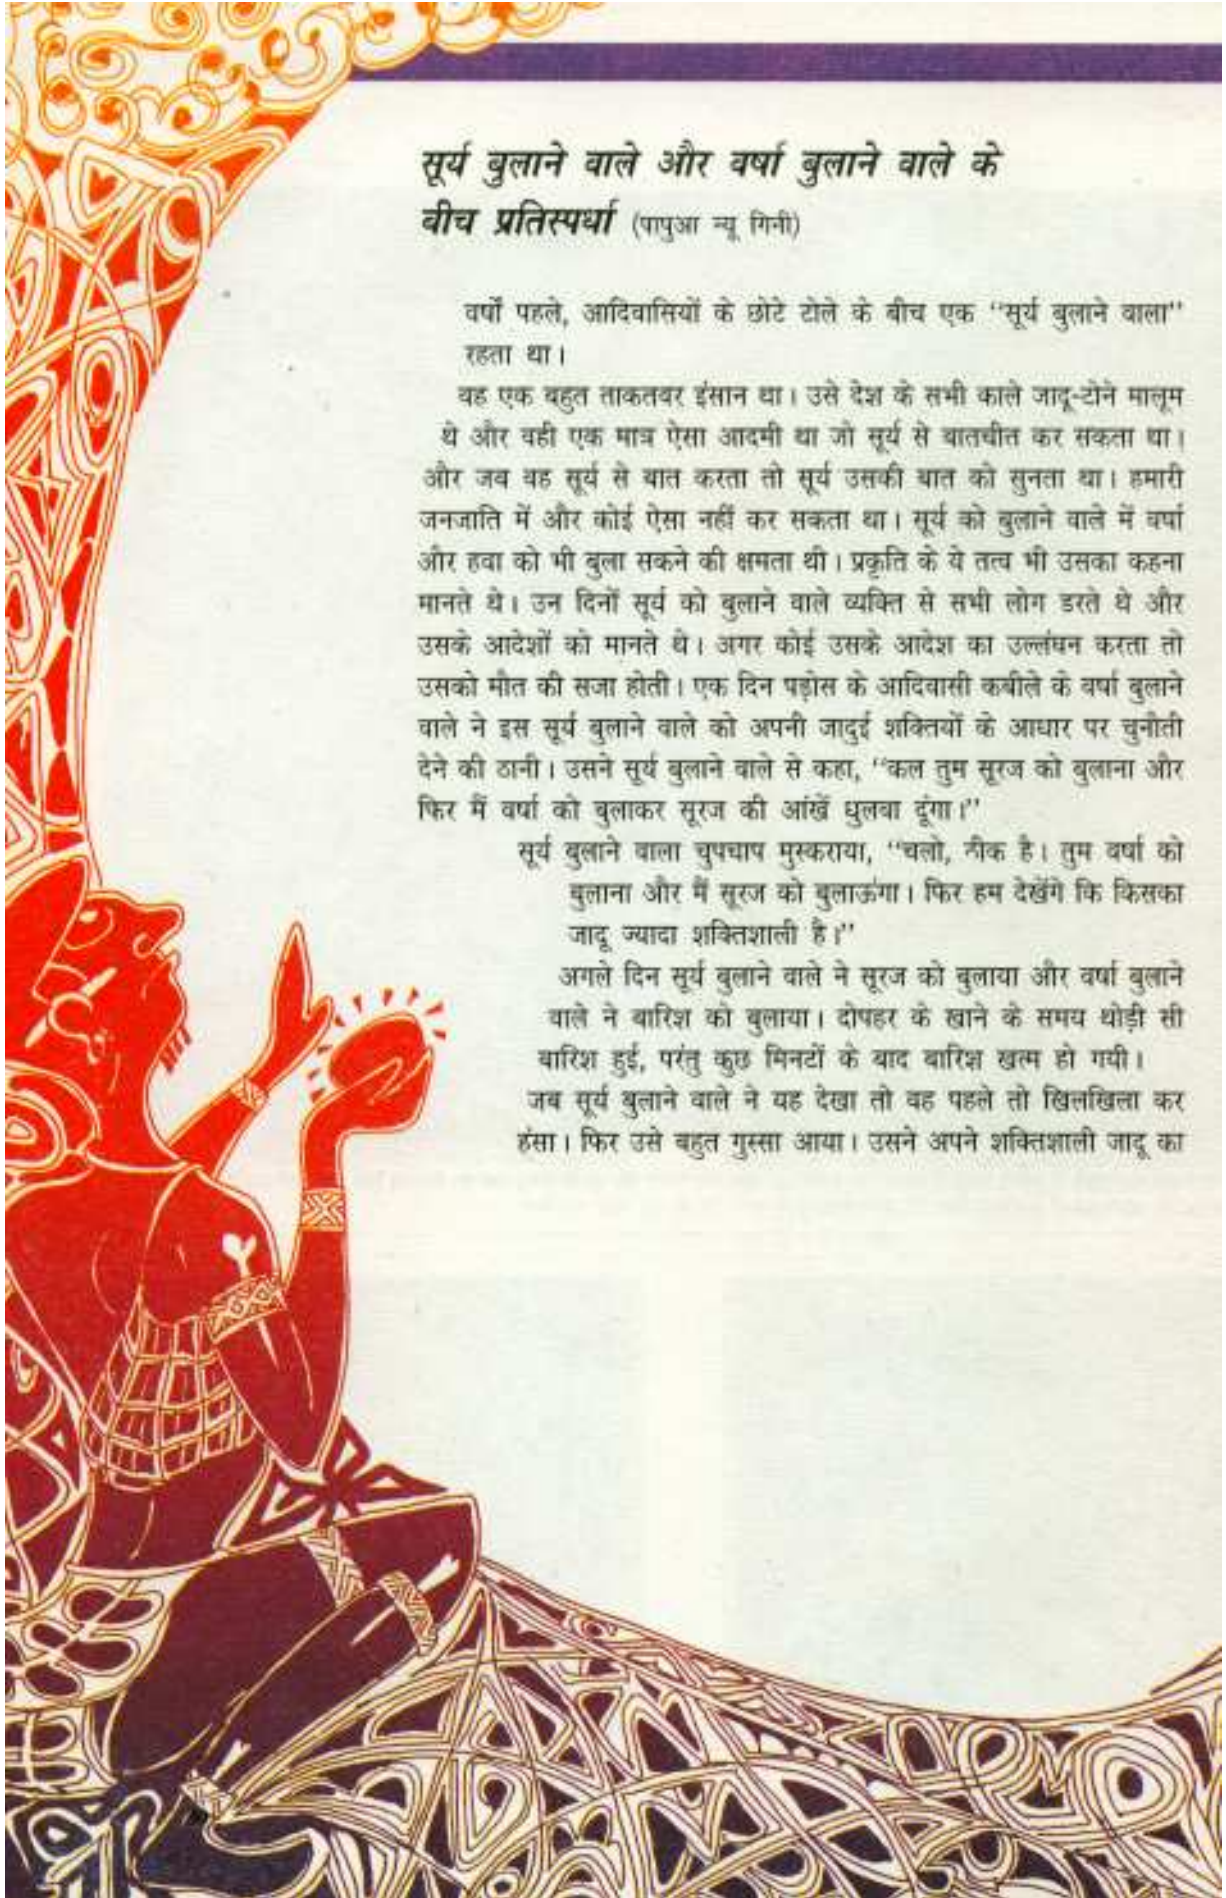 सूर्य बुलाने वाले और वर्षा बुलाने वाले के
बीच प्रतिस्पर्धा (पापुआ न्यू गिनी)
वर्षों पहले, आदिवासियों के छोटे टोले के बीच एक “सूर्य बुलाने वाला”
रहता था।
वह एक बहुत ताकतवर इंसान था। उसे देश के सभी काले जादू-टोने मालूम
थे और वही एक मात्र ऐसा आदमी था जो सूर्य से बातचीत कर सकता था।
और जब वह सूर्य से बात करता तो सूर्य उसकी बात को सुनता था। हमारी
जनजाति में और कोई ऐसा नहीं कर सकता था। सूर्य को बुलाने वाले में वर्षा
और हवा को भी बुला सकने की क्षमता थी। प्रकृति के ये तत्व भी उसका कहना
मानते थे। उन दिनों सूर्य को बुलाने वाले व्यक्ति से सभी लोग डरते थे और
उसके आदेशों को मानते थे। अगर कोई उसके आदेश का उल्लंघन करता तो
उसको मौत की सजा होती। एक दिन पड़ोस के आदिवासी कबीले के वर्षा बुलाने
वाले ने इस सूर्य बुलाने वाले को अपनी जादुई शक्तियों के आधार पर चुनौती
देने की ठानी। उसने सूर्य बुलाने वाले से कहा, “कल तुम सूरज को बुलाना और
फिर मैं वर्षा को बुलाकर सूरज की आंखें धुलवा दूंगा।”
सूर्य बुलाने वाला चुपचाप मुस्कराया, “चलो, ठीक है। तुम वर्षा को
बुलाना और मैं सूरज को बुलाऊंगा। फिर हम देखेंगे कि किसका
जादू ज्यादा शक्तिशाली है।”
अगले दिन सूर्य बुलाने वाले ने सूरज को बुलाया और वर्षा बुलाने
वाले ने बारिश को बुलाया। दोपहर के खाने के समय थोड़ी सी
बारिश हुई, परंतु कुछ मिनटों के बाद बारिश खत्म हो गयी।
जब सूर्य बुलाने वाले ने यह देखा तो वह पहले तो खिलखिला कर
हंसा। फिर उसे बहुत गुस्सा आया। उसने अपने शक्तिशाली जादू का